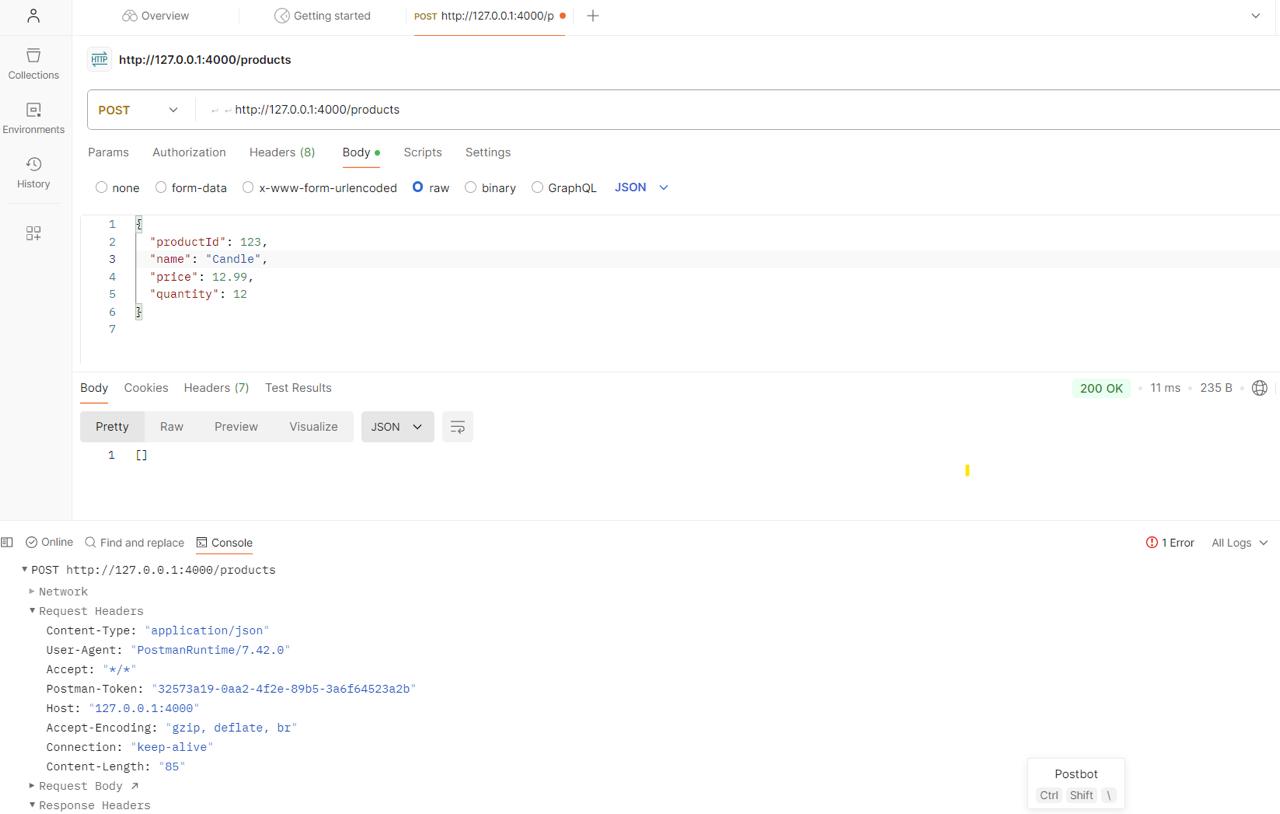 Overview
Getting started
POST http://127.0.0.1:4000/p
HTTP http://127.0.0.1:4000/products
Collections
Environments
History
POST
http://127.0.0.1:4000/products
Params Authorization Headers (8) Body Scripts Settings
none form-data x-www-form-urlencoded raw binary GraphQL JSON
1 {
2 "productId": 123,
3 "name": "Candle",
4 "price": 12.99,
5 "quantity": 12
6 }
7
Body Cookies Headers (7) Test Results 200 OK 11 ms 235 B
Pretty Raw Preview Visualize JSON
1 []
Online Find and replace Console 1 Error All Logs
POST http://127.0.0.1:4000/products
Network
Request Headers
Content-Type: "application/json"
User-Agent: "PostmanRuntime/7.42.0"
Accept: "*/*"
Postman-Token: "32573a19-0aa2-4f2e-89b5-3a6f64523a2b"
Host: "127.0.0.1:4000"
Accept-Encoding: "gzip, deflate, br"
Connection: "keep-alive"
Content-Length: "85"
Request Body
Response Headers
Postbot
Ctrl Shift \